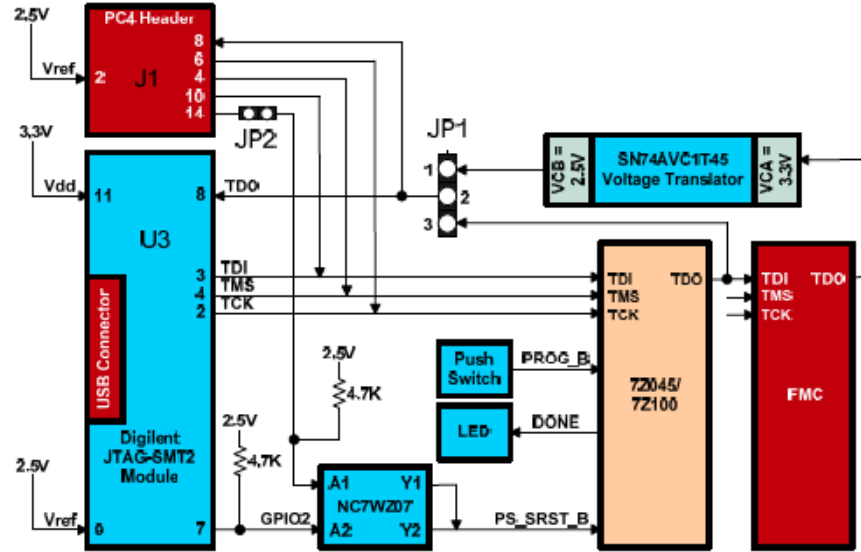 2.5V
PC4 Header
8
6
Vref
2
J1
4
10
14
JP2
JP1
3.3V
1
VCB =
2.5V
SN74AVC1T45
Voltage Translator
VCA =
3.3V
Vdd
11
8
TDO
2
U3
3
3
TDI
TDI
TDO
TDI
TDO
4
TMS
TMS
TMS
2
TCK
TCK
TCK
USB Connector
2.5V
Push
Switch
PROG_B
4.7K
7Z045/
7Z100
FMC
2.5V
LED
DONE
Digilent
JTAG-SMT2
Module
4.7K
2.5V
A1
Y1
NC7WZ07
Vref
7
GPIO2
A2
Y2
PS_SRST_B